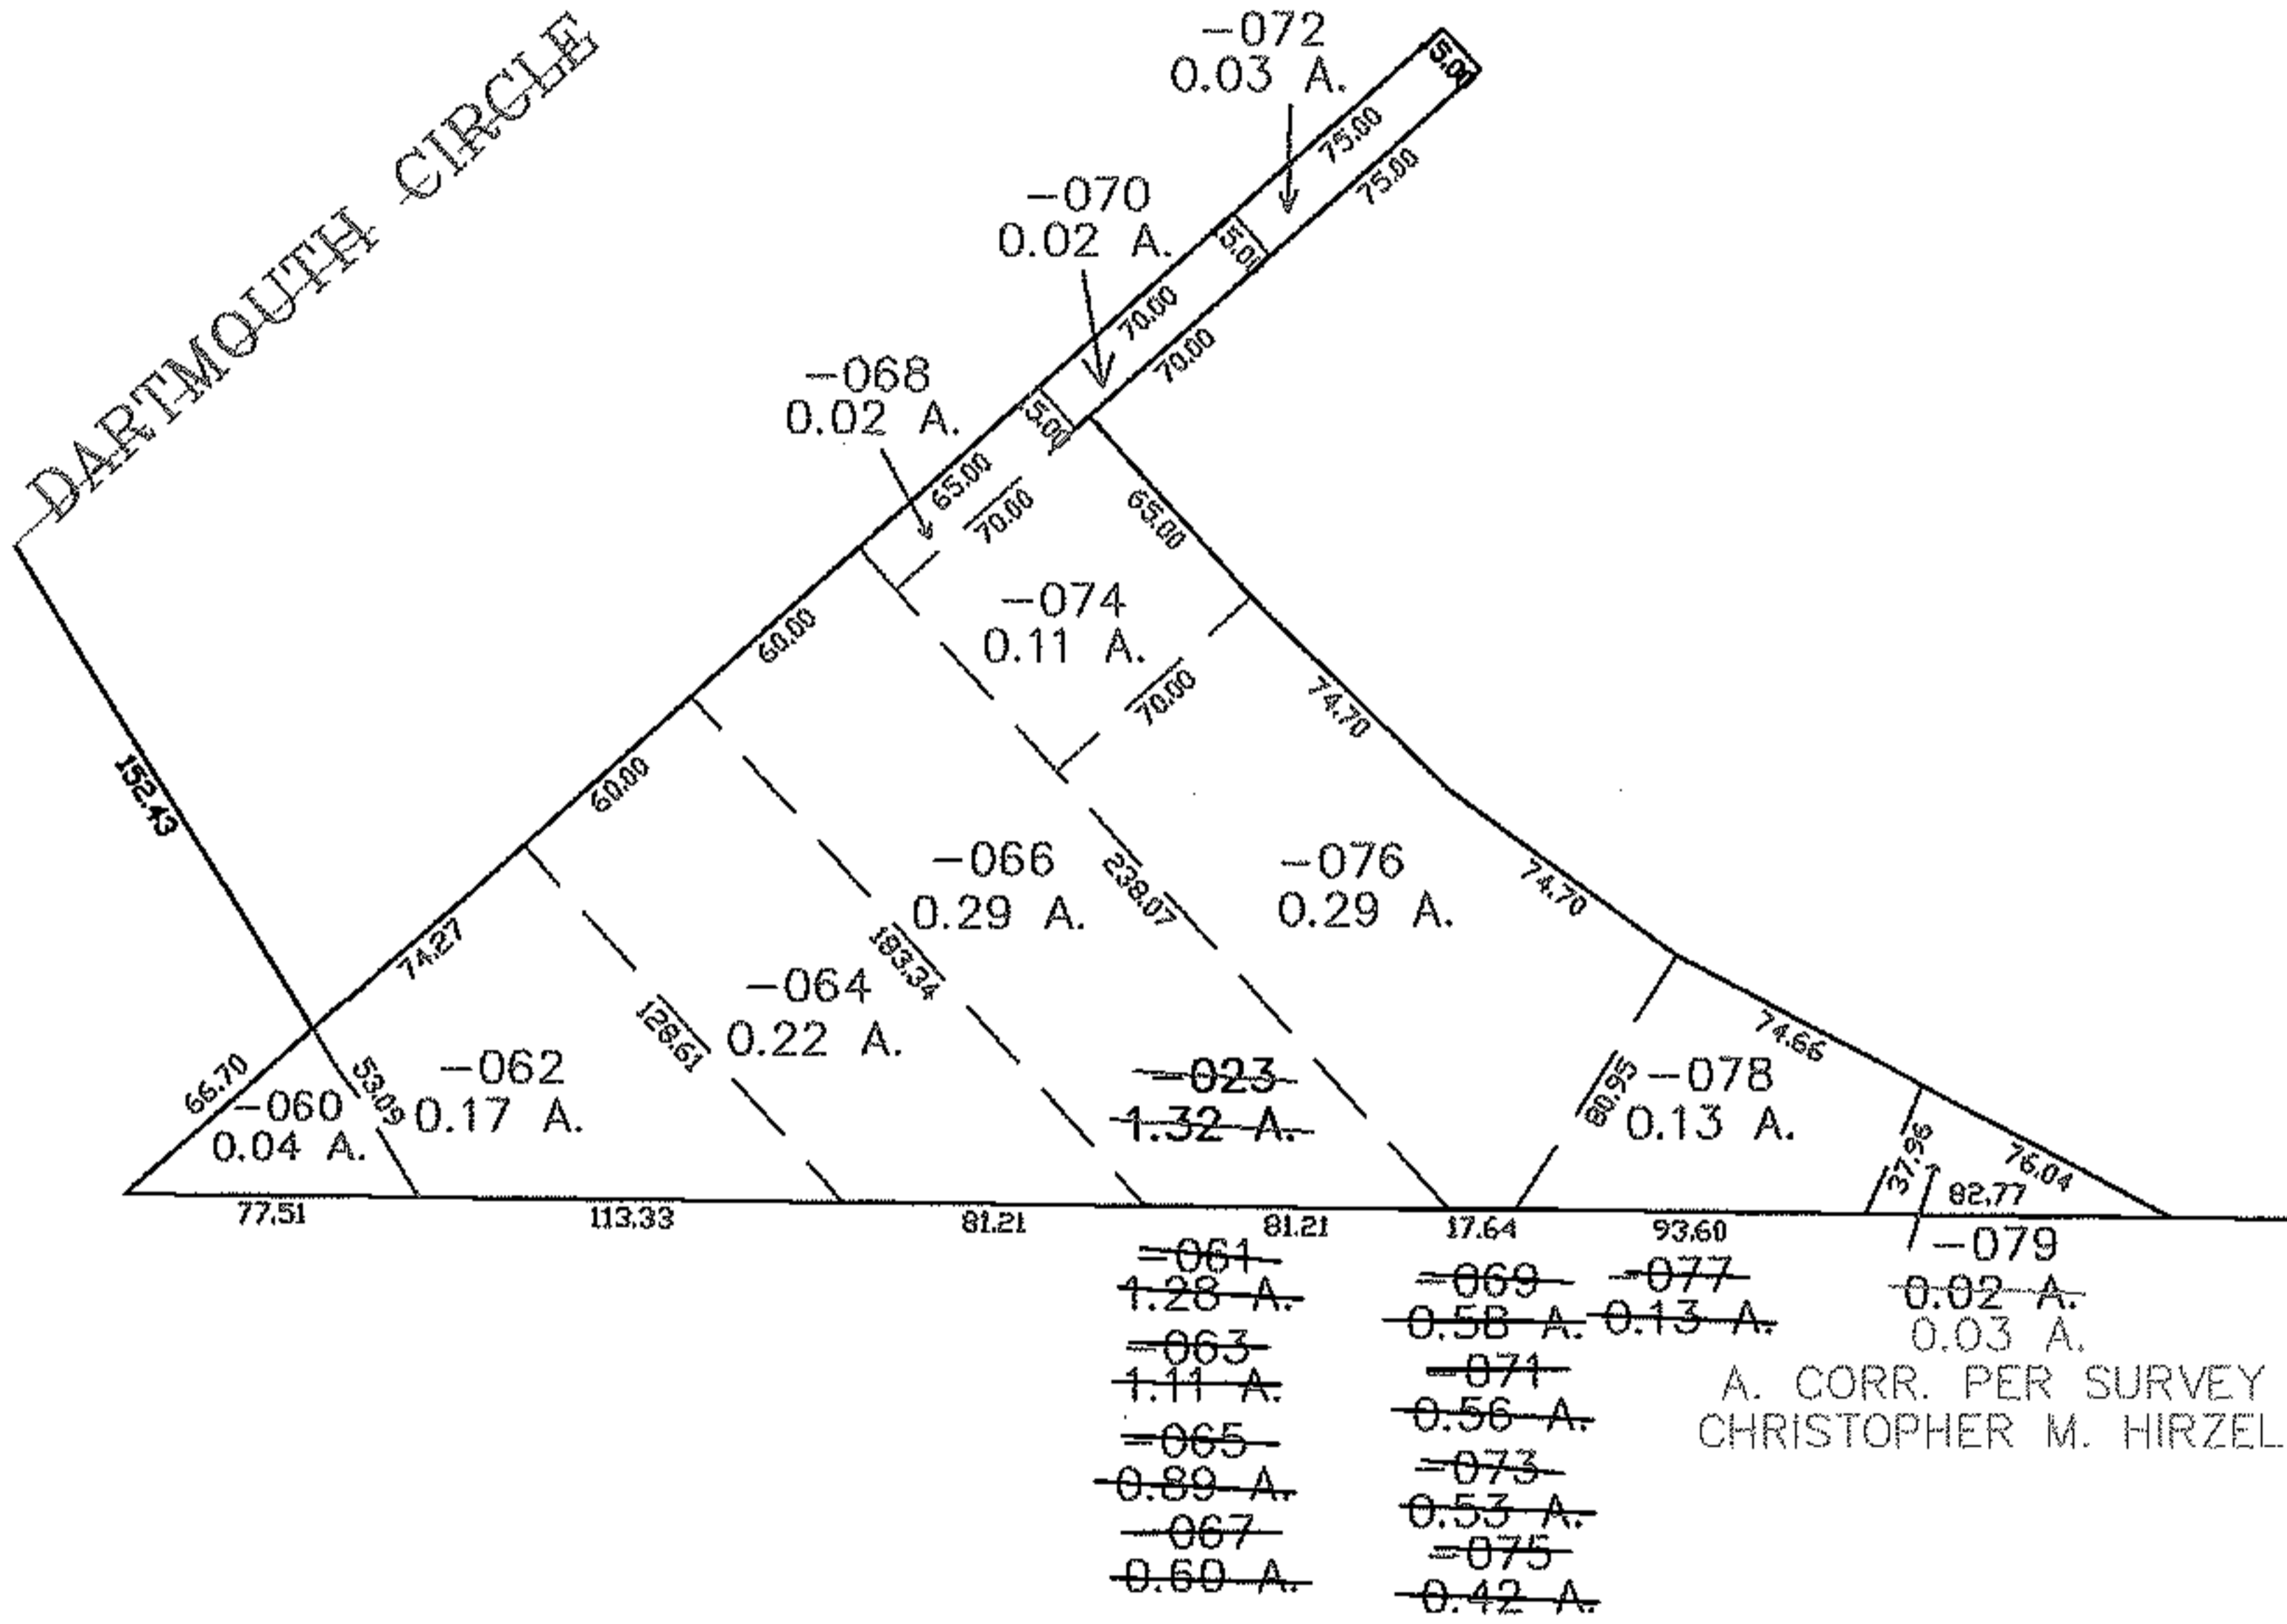 DARTMOUTH CIRCLE
-072
0.03 A.
5.00
75.00
75.00
-070
0.02 A.
5.00
70.00
70.00
-068
0.02 A.
5.00
65.00
70.00
65.00
-074
0.11 A.
60.00
70.00
74.70
152.43
60.00
-066
0.29 A.
238.07
-076
0.29 A.
74.70
74.27
193.34
-064
0.22 A.
128.61
74.66
66.70
-060
0.04 A.
53.09
-062
0.17 A.
-023
1.32 A.
80.95
-078
0.13 A.
37.96
76.04
82.77
77.51
113.33
81.21
81.21
17.64
93.60
-061
1.28 A.
-063
1.11 A.
-065
0.89 A.
-067
0.60 A.
-069
0.58 A.
-071
0.56 A.
-073
0.53 A.
-075
0.42 A.
-077
0.13 A.
-079
0.02 A.
0.03 A.
A. CORR. PER SURVEY
CHRISTOPHER M. HIRZEL